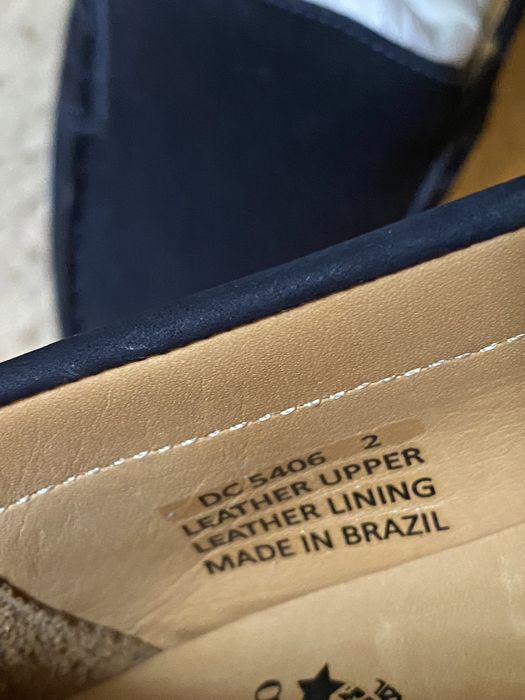 DC 5406 2
LEATHER UPPER
LEATHER LINING
MADE IN BRAZIL